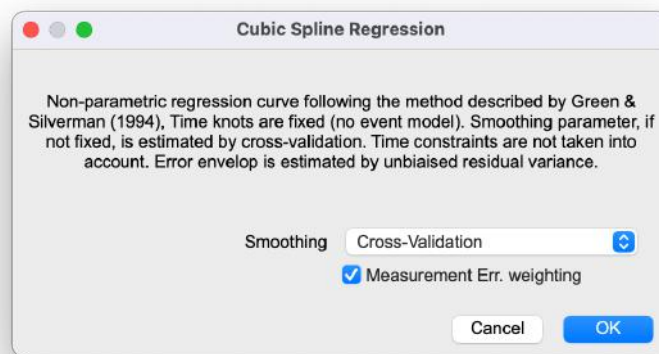 Cubic Spline Regression
Non-parametric regression curve following the method described by Green &
Silverman (1994), Time knots are fixed (no event model). Smoothing parameter, if
not fixed, is estimated by cross-validation. Time constraints are not taken into
account. Error envelop is estimated by unbiaised residual variance.
Smoothing Cross-Validation
Measurement Err. weighting
Cancel OK